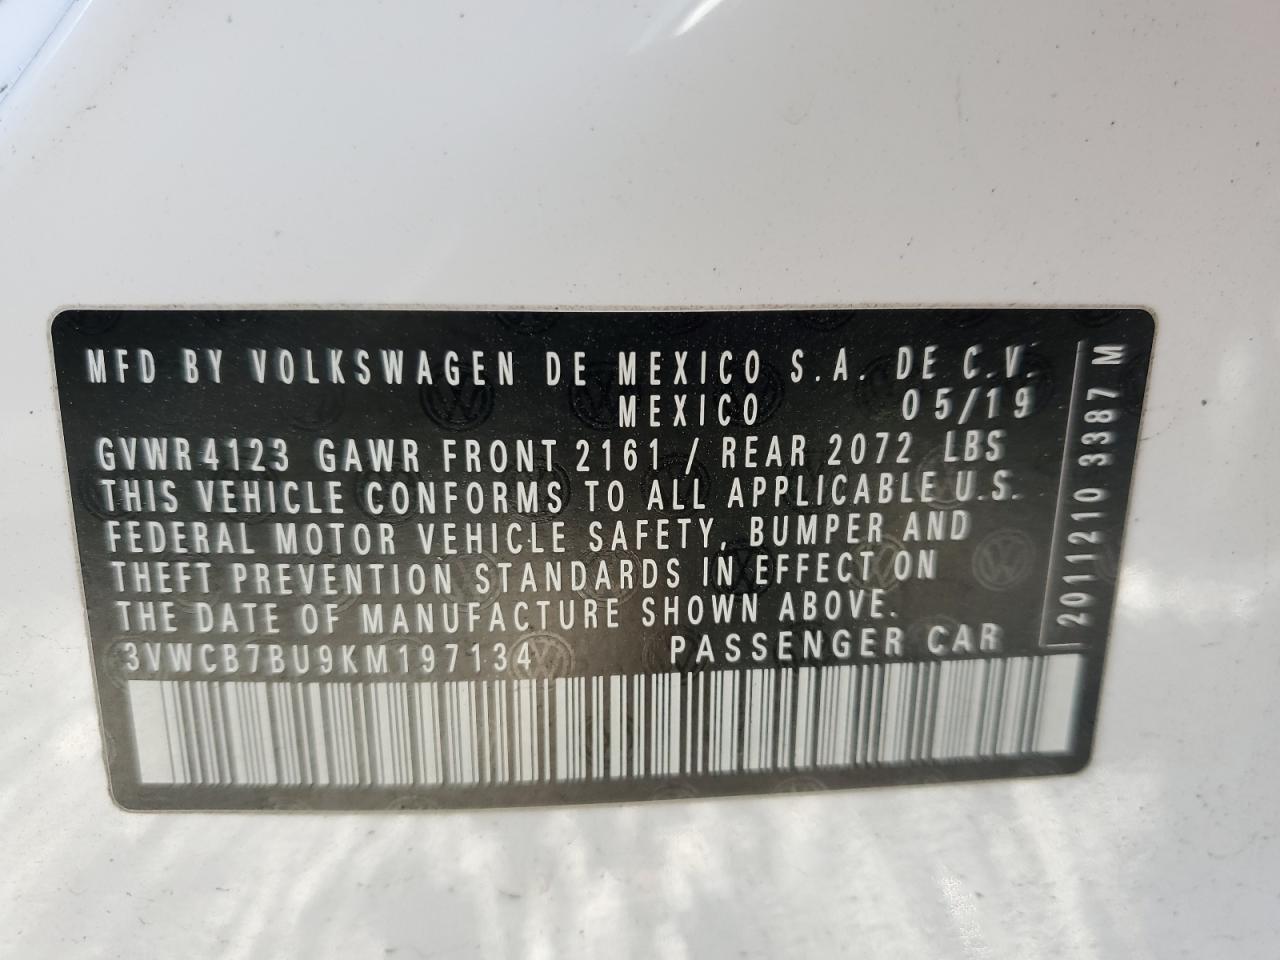 MFD BY VOLKSWAGEN DE MEXICO S.A. DE C.V.
MEXICO 05/19
GVWR 4123 GAWR FRONT 2161 / REAR 2072 LBS
THIS VEHICLE CONFORMS TO ALL APPLICABLE U.S.
FEDERAL MOTOR VEHICLE SAFETY, BUMPER AND
THEFT PREVENTION STANDARDS IN EFFECT ON
THE DATE OF MANUFACTURE SHOWN ABOVE.
3VWCB7BU9KM197134 PASSENGER CAR
2011210 3387 M